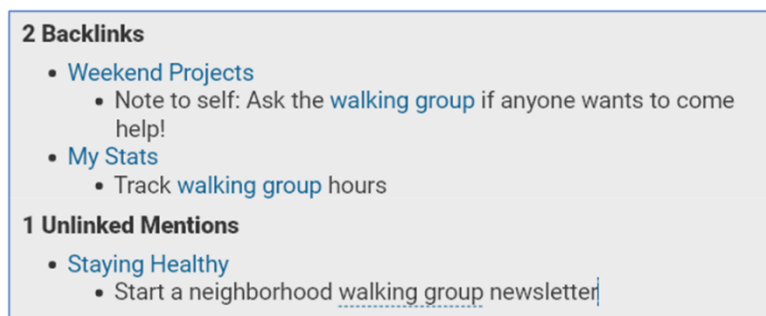 2 Backlinks
Weekend Projects
Note to self: Ask the walking group if anyone wants to come
help!
My Stats
Track walking group hours
1 Unlinked Mentions
Staying Healthy
Start a neighborhood walking group newsletter